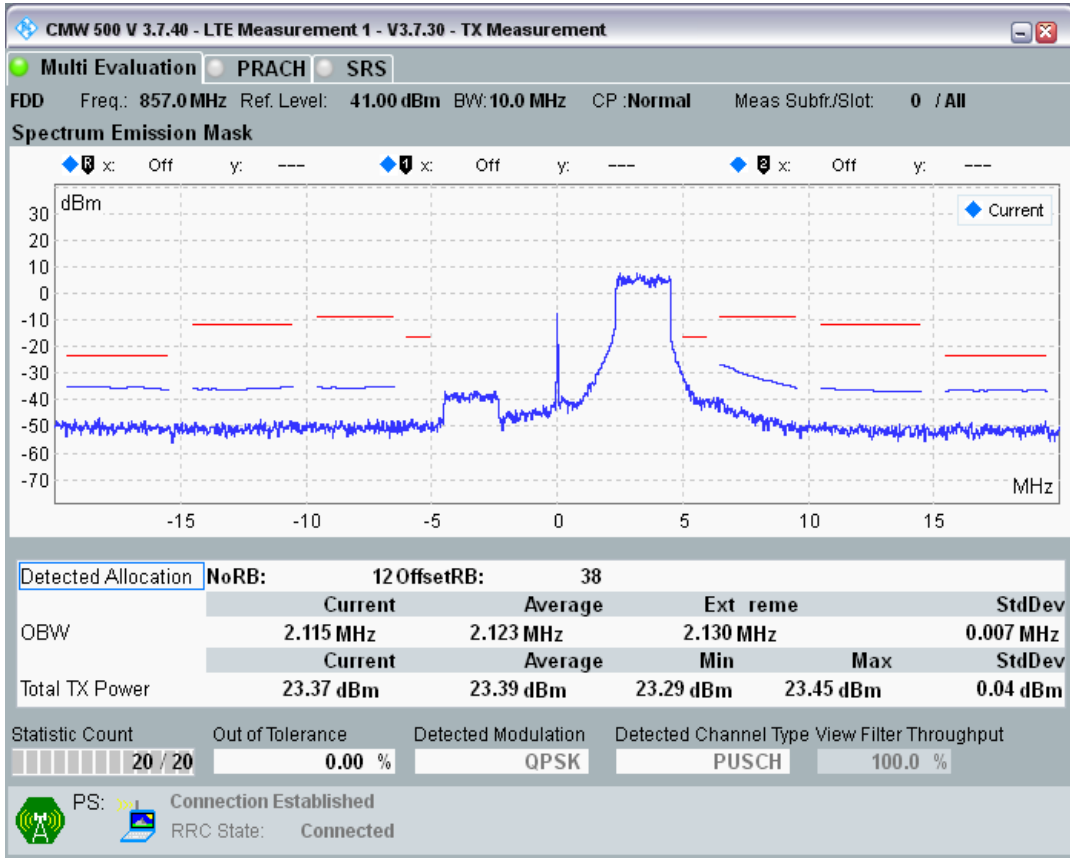 CMW 500 V 3.7.40 - LTE Measurement 1 - V3.7.30 - TX Measurement
Multi Evaluation PRACH SRS
FDD Freq.: 857.0 MHz Ref. Level: 41.00 dBm BW: 10.0 MHz CP :Normal Meas Subfr./Slot: 0 / All
Spectrum Emission Mask
R x: Off y: --- 1 x: Off y: --- 2 x: Off y: ---
dBm
Current
30
20
10
0
-10
-20
-30
-40
-50
-60
-70
MHz
-15 -10 -5 0 5 10 15
Detected Allocation NoRB: 12 OffsetRB: 38
Current Average Ext reme StdDev
OBW 2.115 MHz 2.123 MHz 2.130 MHz 0.007 MHz
Current Average Min Max StdDev
Total TX Power 23.37 dBm 23.39 dBm 23.29 dBm 23.45 dBm 0.04 dBm
Statistic Count Out of Tolerance Detected Modulation Detected Channel Type View Filter Throughput
20 / 20 0.00 % QPSK PUSCH 100.0 %
PS: Connection Established
RRC State: Connected